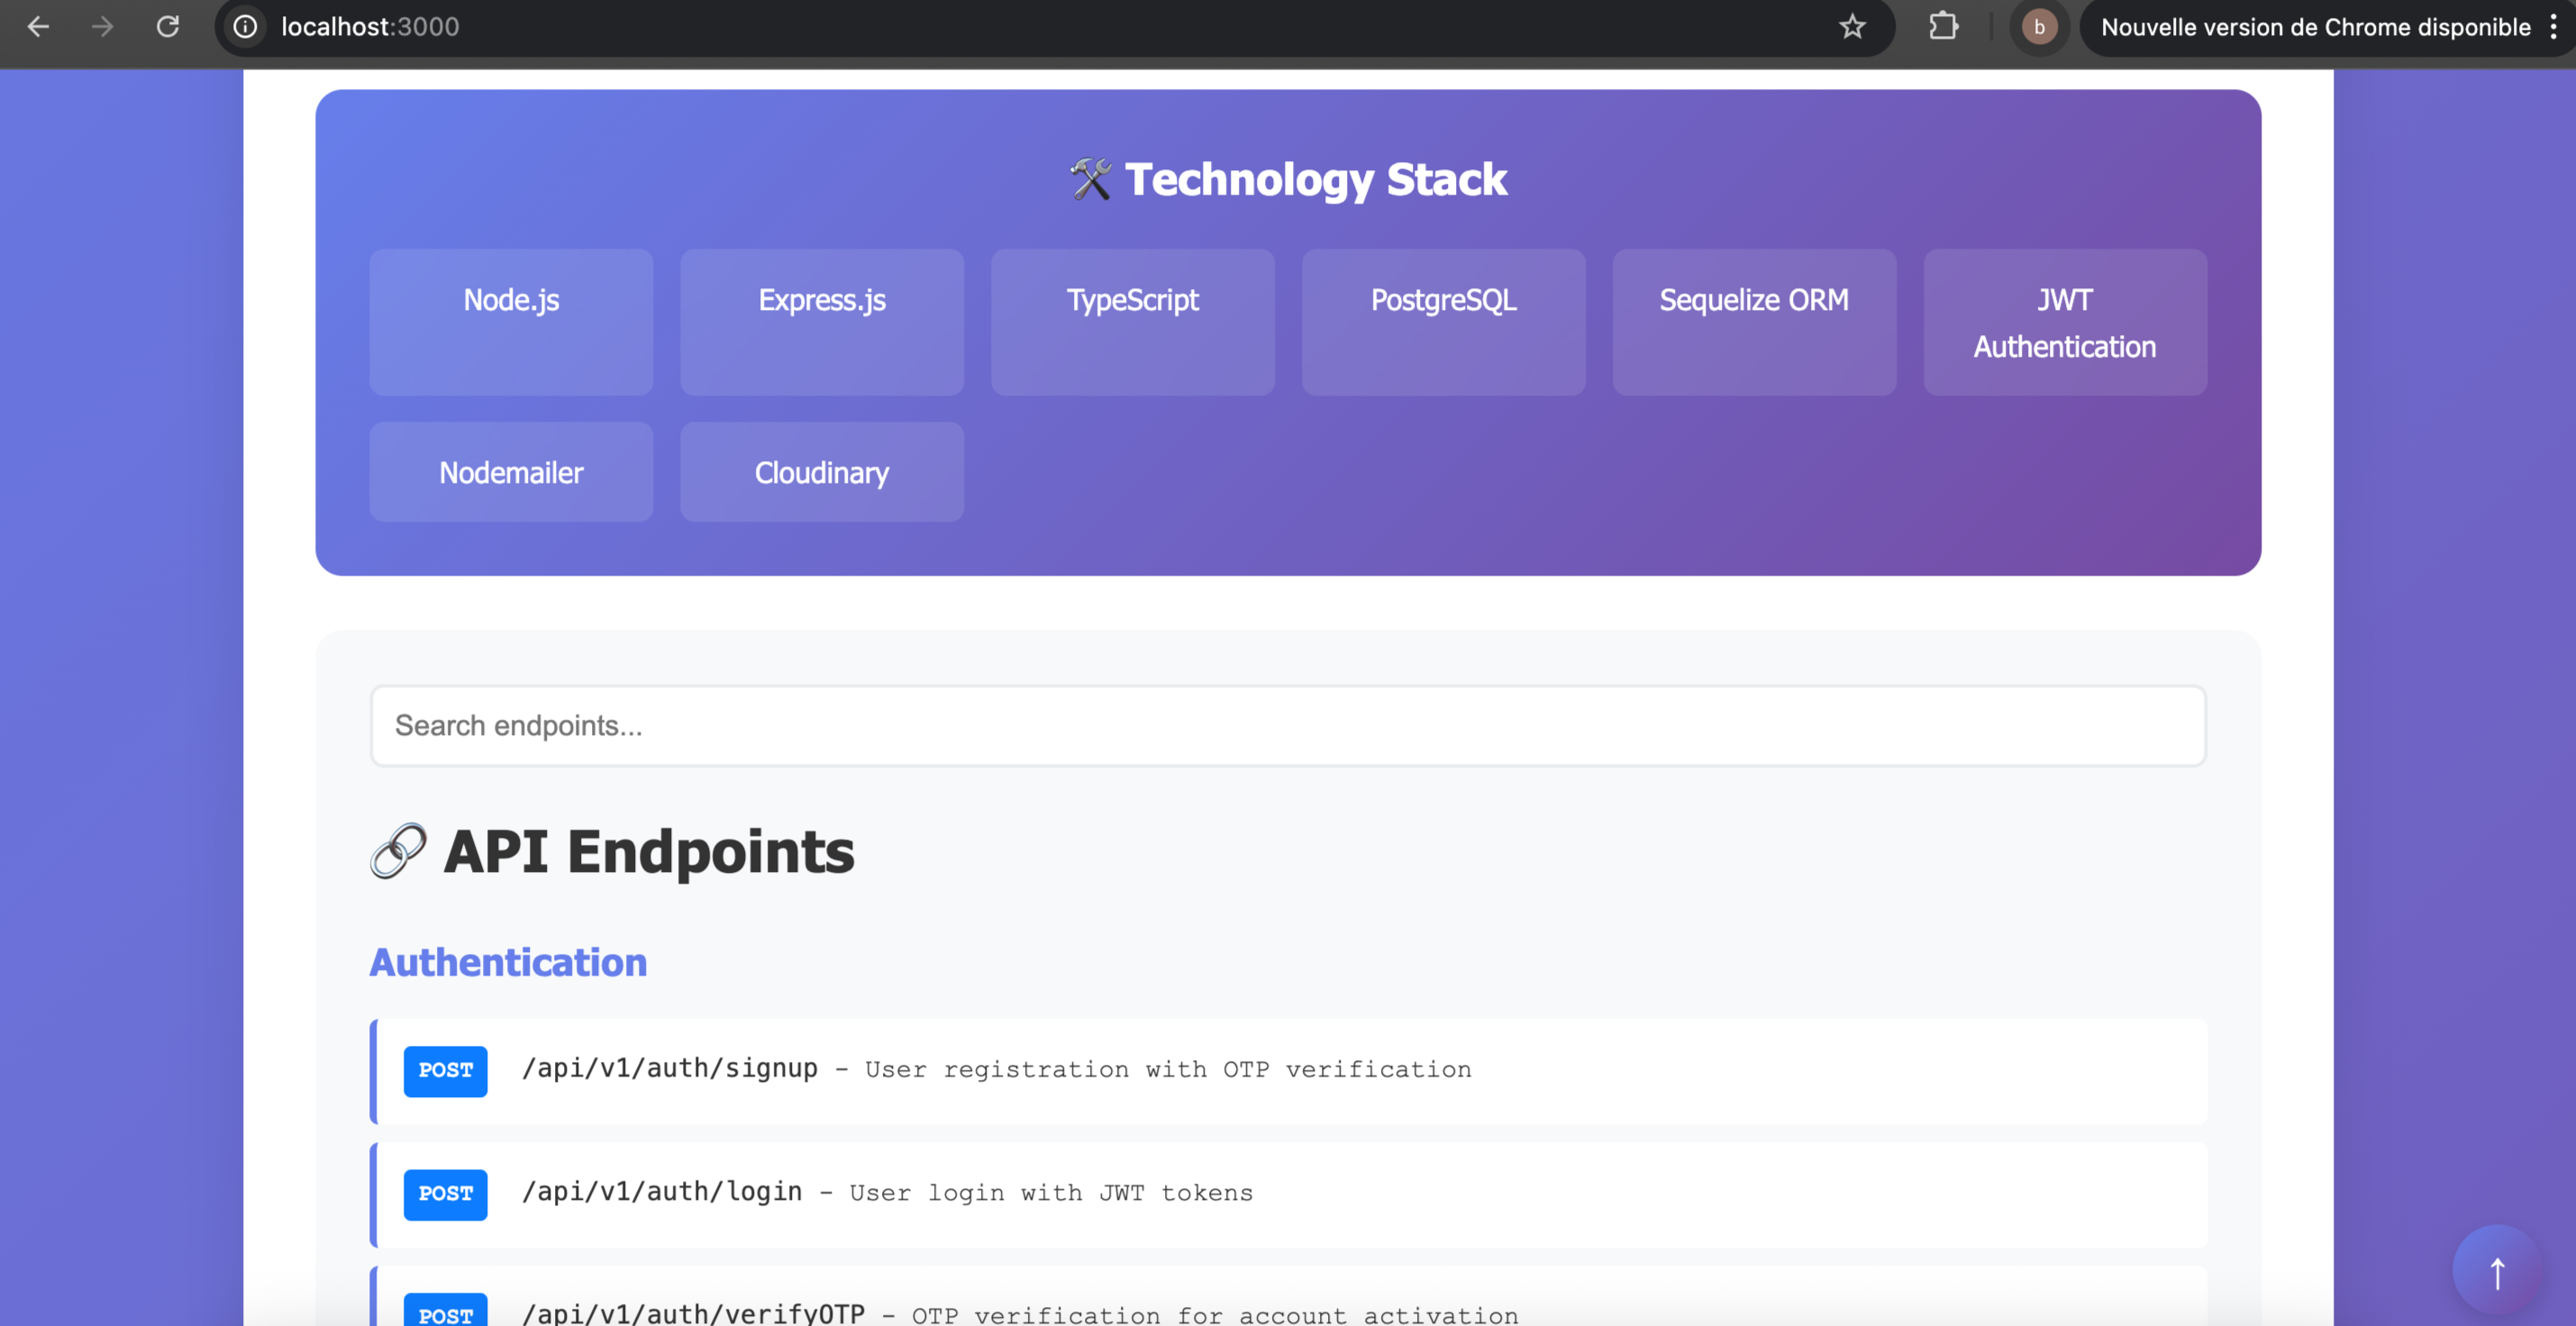 localhost:3000
b
Nouvelle version de Chrome disponible
Technology Stack
Node.js
Express.js
TypeScript
PostgreSQL
Sequelize ORM
JWT
Authentication
Nodemailer
Cloudinary
Search endpoints...
API Endpoints
Authentication
POST /api/v1/auth/signup - User registration with OTP verification
POST /api/v1/auth/login - User login with JWT tokens
POST /api/v1/auth/verifyOTP - OTP verification for account activation